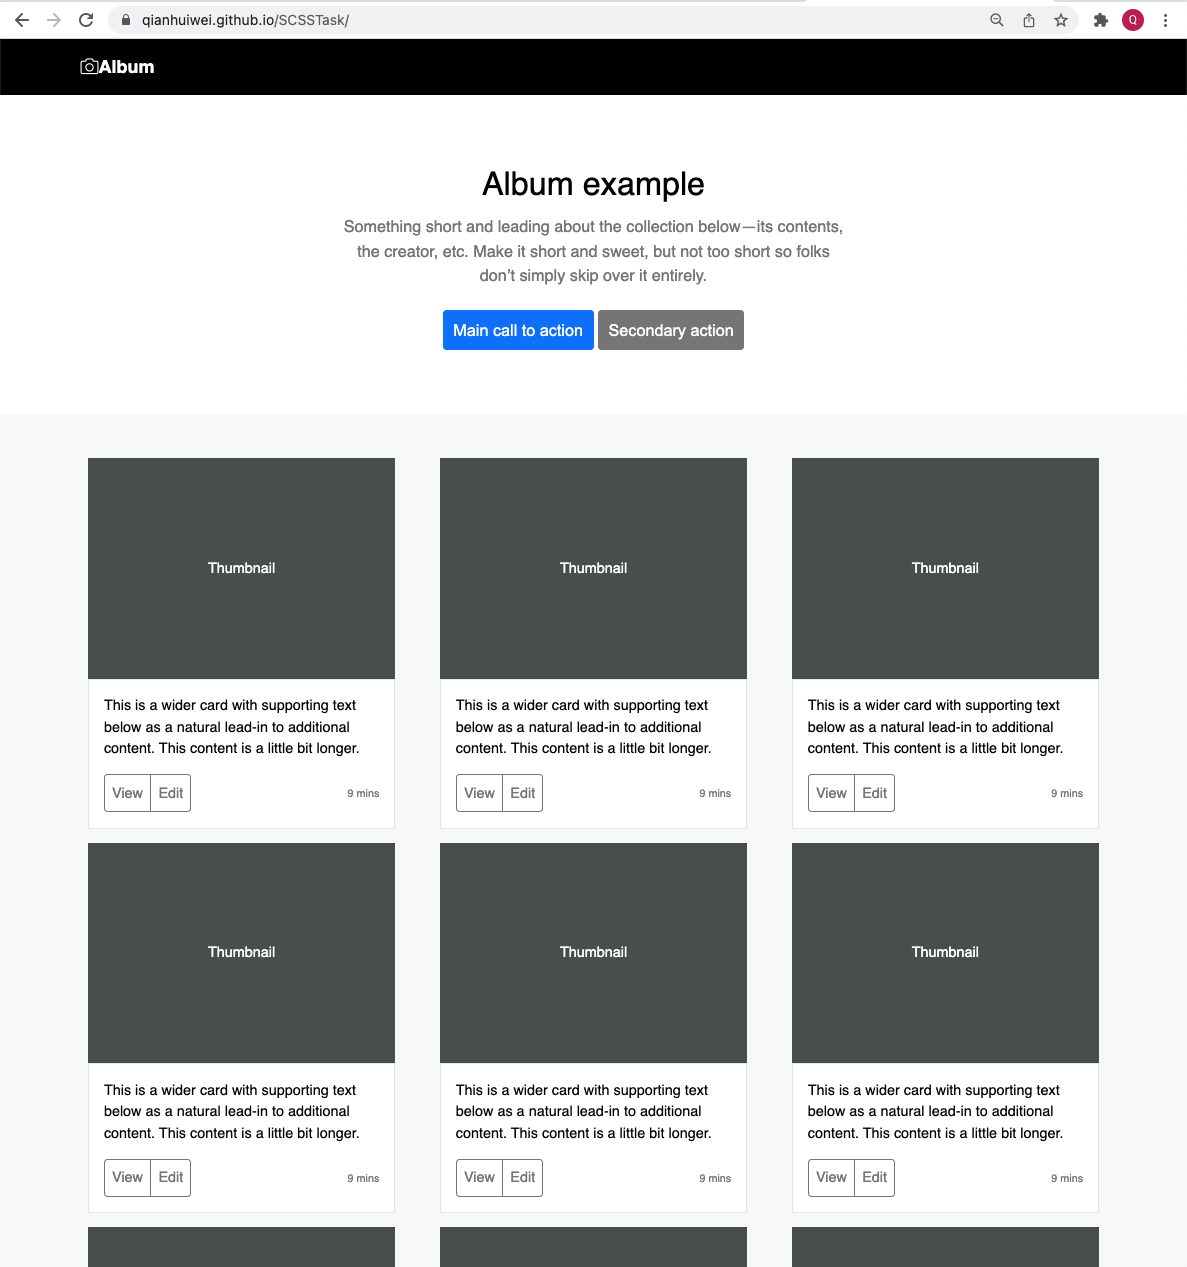 qianhuiwei.github.io/SCSSTask/
Q
Album
Album example
Something short and leading about the collection below—its contents,
the creator, etc. Make it short and sweet, but not too short so folks
don’t simply skip over it entirely.
Main call to action
Secondary action
Thumbnail
Thumbnail
Thumbnail
This is a wider card with supporting text
below as a natural lead-in to additional
content. This content is a little bit longer.
View
Edit
9 mins
This is a wider card with supporting text
below as a natural lead-in to additional
content. This content is a little bit longer.
View
Edit
9 mins
This is a wider card with supporting text
below as a natural lead-in to additional
content. This content is a little bit longer.
View
Edit
9 mins
Thumbnail
Thumbnail
Thumbnail
This is a wider card with supporting text
below as a natural lead-in to additional
content. This content is a little bit longer.
View
Edit
9 mins
This is a wider card with supporting text
below as a natural lead-in to additional
content. This content is a little bit longer.
View
Edit
9 mins
This is a wider card with supporting text
below as a natural lead-in to additional
content. This content is a little bit longer.
View
Edit
9 mins